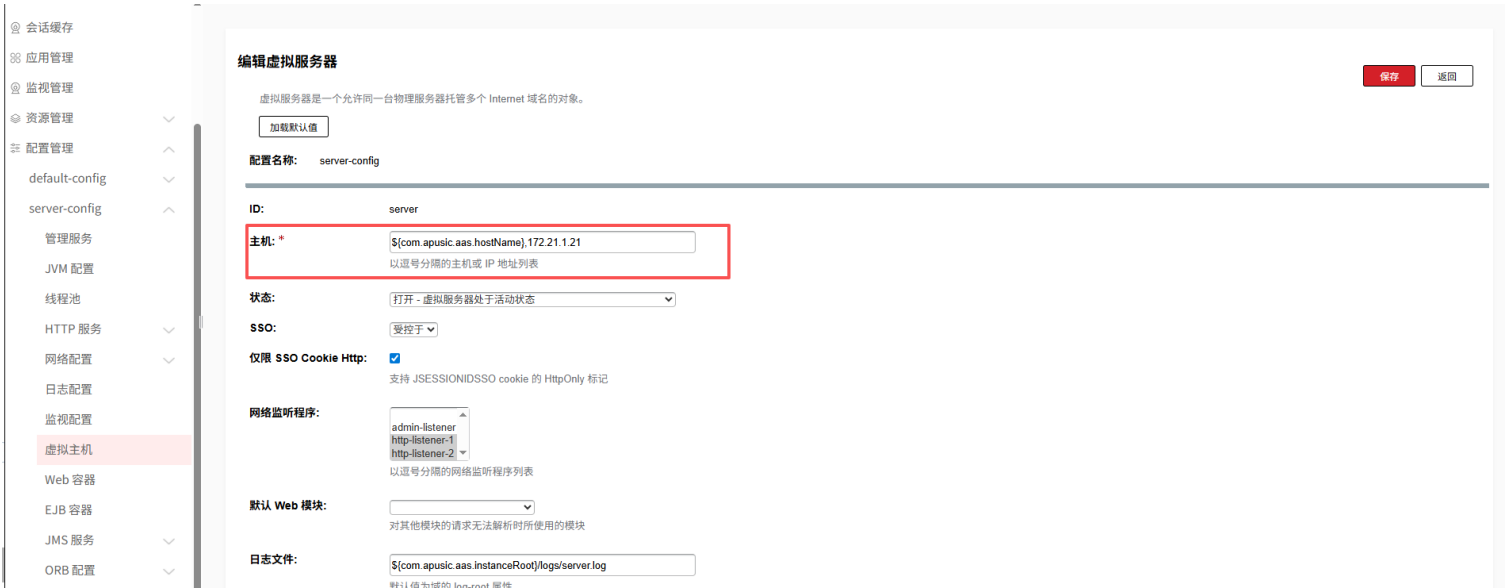 会话缓存
应用管理
监视管理
资源管理
配置管理
default-config
server-config
管理服务
JVM 配置
线程池
HTTP 服务
网络配置
日志配置
监视配置
虚拟主机
Web 容器
EJB 容器
JMS 服务
ORB 配置
编辑虚拟服务器
保存 返回
虚拟服务器是一个允许同一台物理服务器托管多个 Internet 域名的对象。
加载默认值
配置名称: server-config
ID: server
主机: * ${com.apusic.aas.hostName},172.21.1.21
以逗号分隔的主机或 IP 地址列表
状态: 打开 - 虚拟服务器处于活动状态
SSO: 受控于
仅限 SSO Cookie Http:
支持 JSESSIONIDSSO cookie 的 HttpOnly 标记
网络监听程序:
admin-listener
http-listener-1
http-listener-2
以逗号分隔的网络监听程序列表
默认 Web 模块:
对其他模块的请求无法解析时所使用的模块
日志文件: ${com.apusic.aas.instanceRoot}/logs/server.log
默认值为域的 log-root 属性